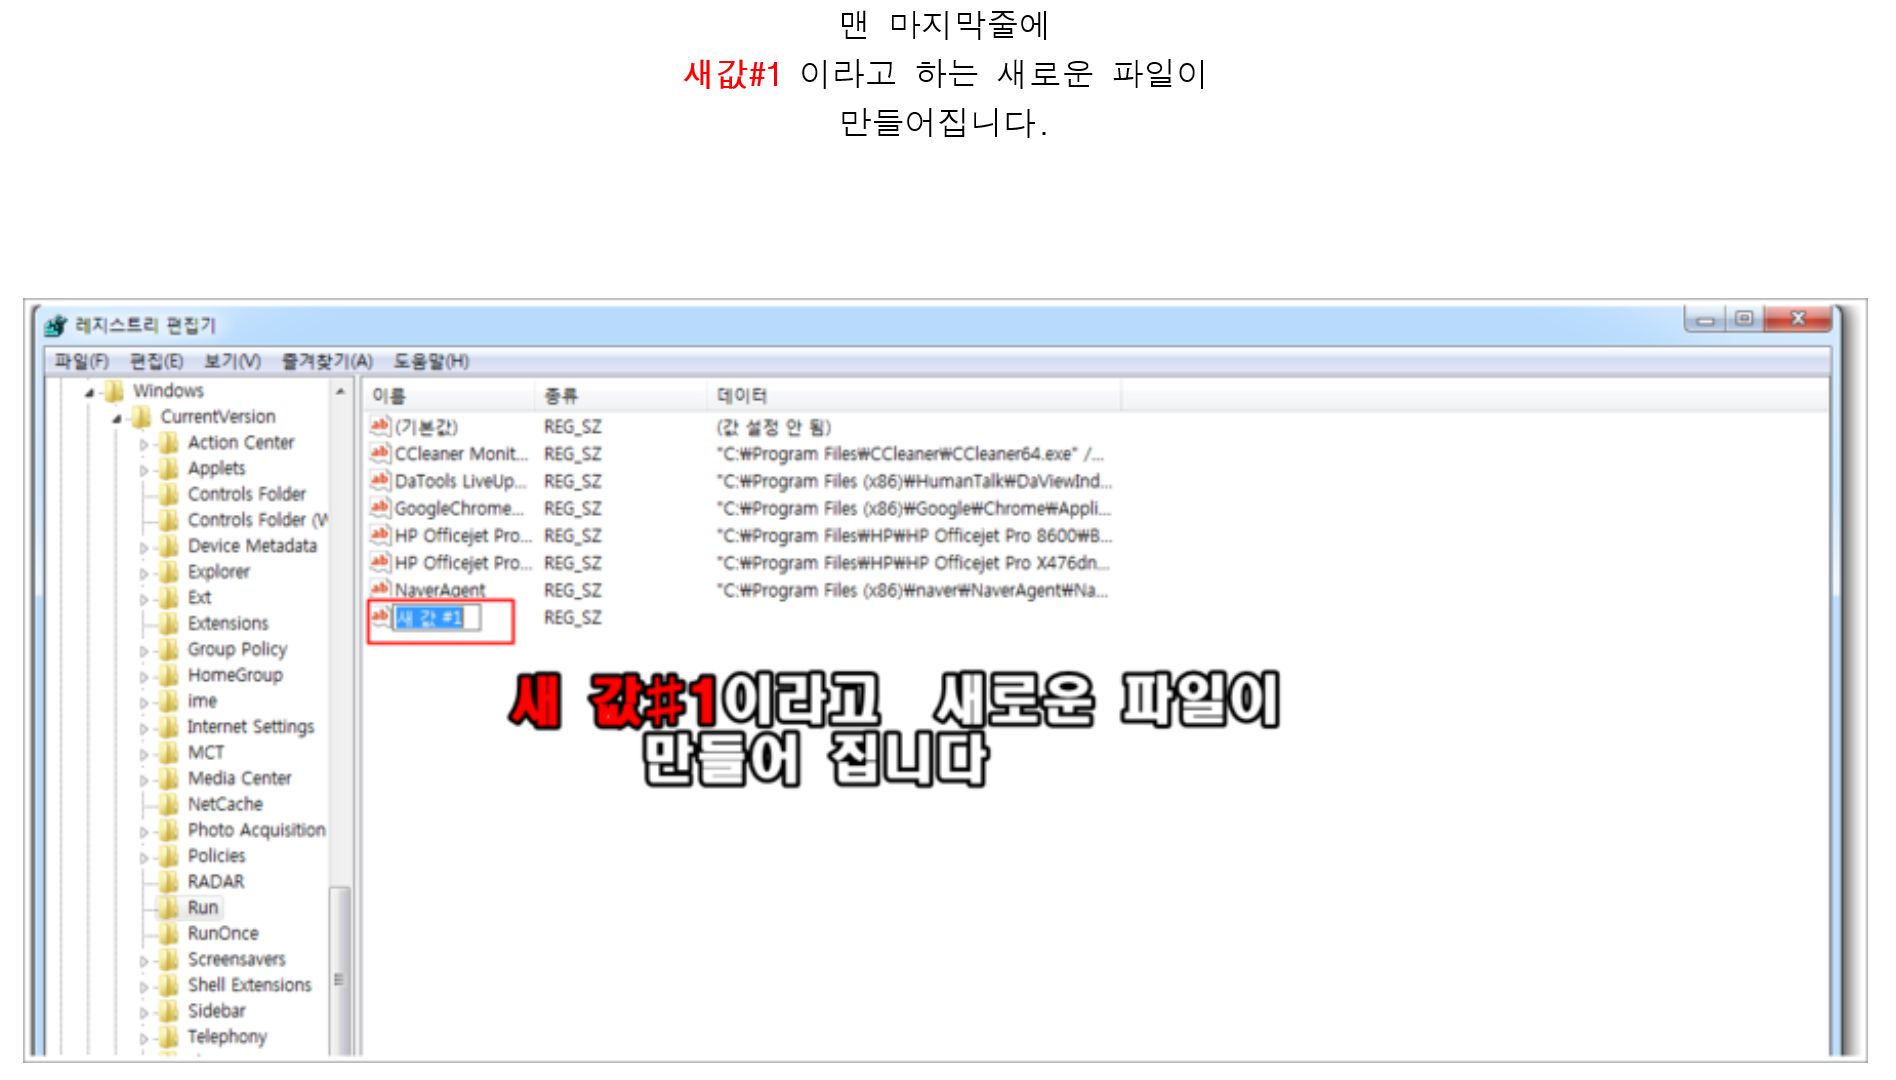 맨 마지막줄에
새값#1 이라고 하는 새로운 파일이
만들어집니다.
레지스트리 편집기
파일(F) 편집(E) 보기(V) 즐겨찾기(A) 도움말(H)
Windows
CurrentVersion
Action Center
Applets
Controls Folder
Controls Folder (W
Device Metadata
Explorer
Ext
Extensions
Group Policy
HomeGroup
ime
Internet Settings
MCT
Media Center
NetCache
Photo Acquisition
Policies
RADAR
Run
RunOnce
Screensavers
Shell Extensions
Sidebar
Telephony
이름 종류 데이터
(기본값) REG_SZ (값 설정 안 됨)
CCleaner Monit... REG_SZ "C:₩Program Files₩CCleaner₩CCleaner64.exe" /...
DaTools LiveUp... REG_SZ "C:₩Program Files (x86)₩HumanTalk₩DaViewInd...
GoogleChrome... REG_SZ "C:₩Program Files (x86)₩Google₩Chrome₩Appli...
HP Officejet Pro... REG_SZ "C:₩Program Files₩HP₩HP Officejet Pro 8600₩B...
HP Officejet Pro... REG_SZ "C:₩Program Files₩HP₩HP Officejet Pro X476dn...
NaverAgent REG_SZ "C:₩Program Files (x86)₩naver₩NaverAgent₩Na...
새 값 #1 REG_SZ
새 값#1이라고 새로운 파일이
만들어 집니다